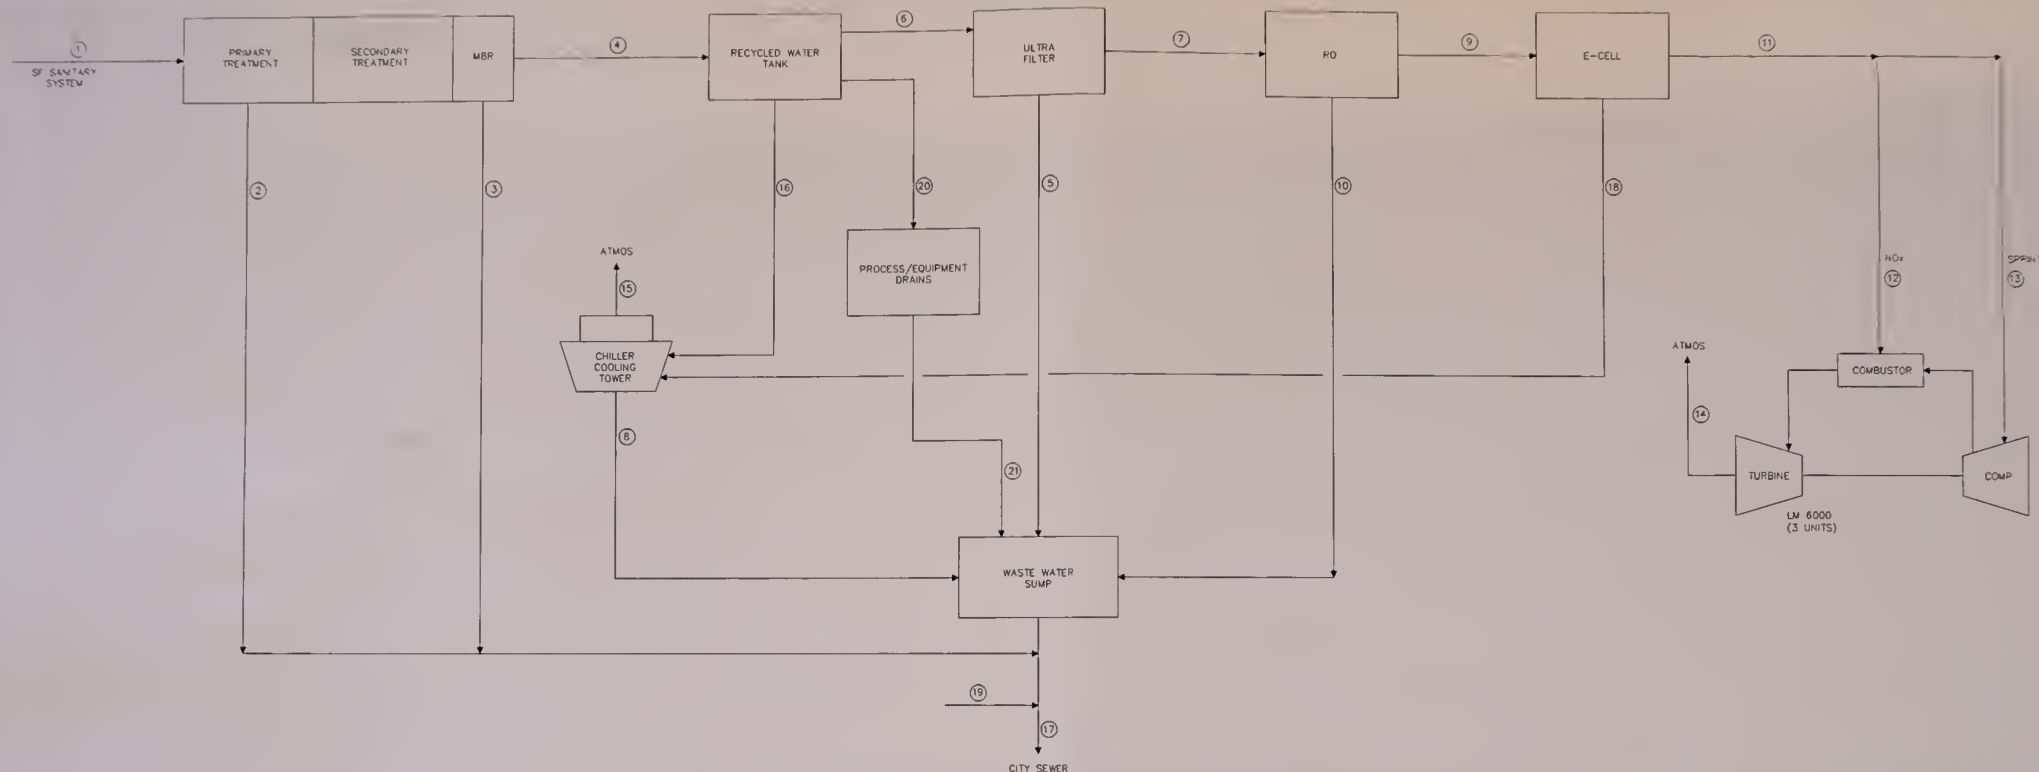 1
SF SANITARY
SYSTEM
PRIMARY
TREATMENT
SECONDARY
TREATMENT
MBR
4
RECYCLED WATER
TANK
6
ULTRA
FILTER
7
RO
9
E-CELL
11
2
3
16
20
5
10
18
ATMOS
15
PROCESS/EQUIPMENT
DRAINS
NOx
12
SPRINT
13
CHILLER
COOLING
TOWER
ATMOS
COMBUSTOR
14
8
21
TURBINE
COMP
LM 6000
(3 UNITS)
WASTE WATER
SUMP
19
17
CITY SEWER